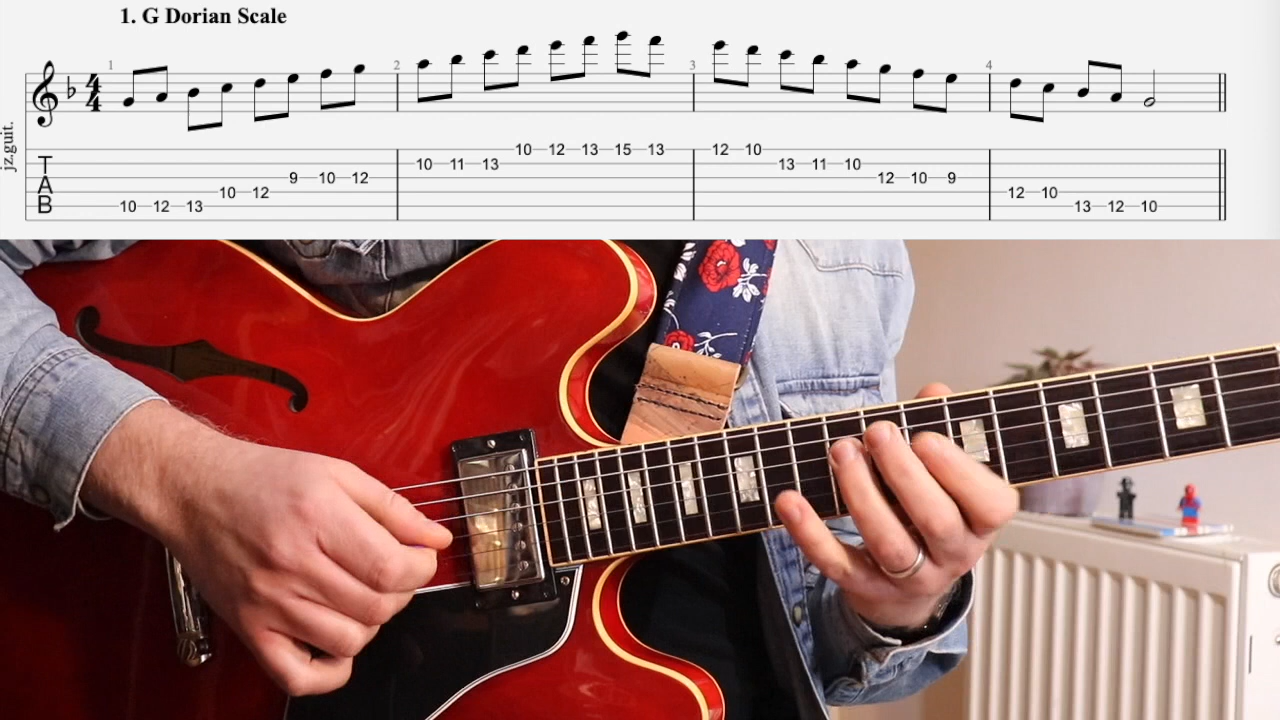 1. G Dorian Scale
1 2 3 4
4
4
jz.guit.
10 12 13 15 13 12 10
T 10 11 13 13 11 10
9 10 12 12 10 9
A 10 12 12 10
B 10 12 13 13 12 10